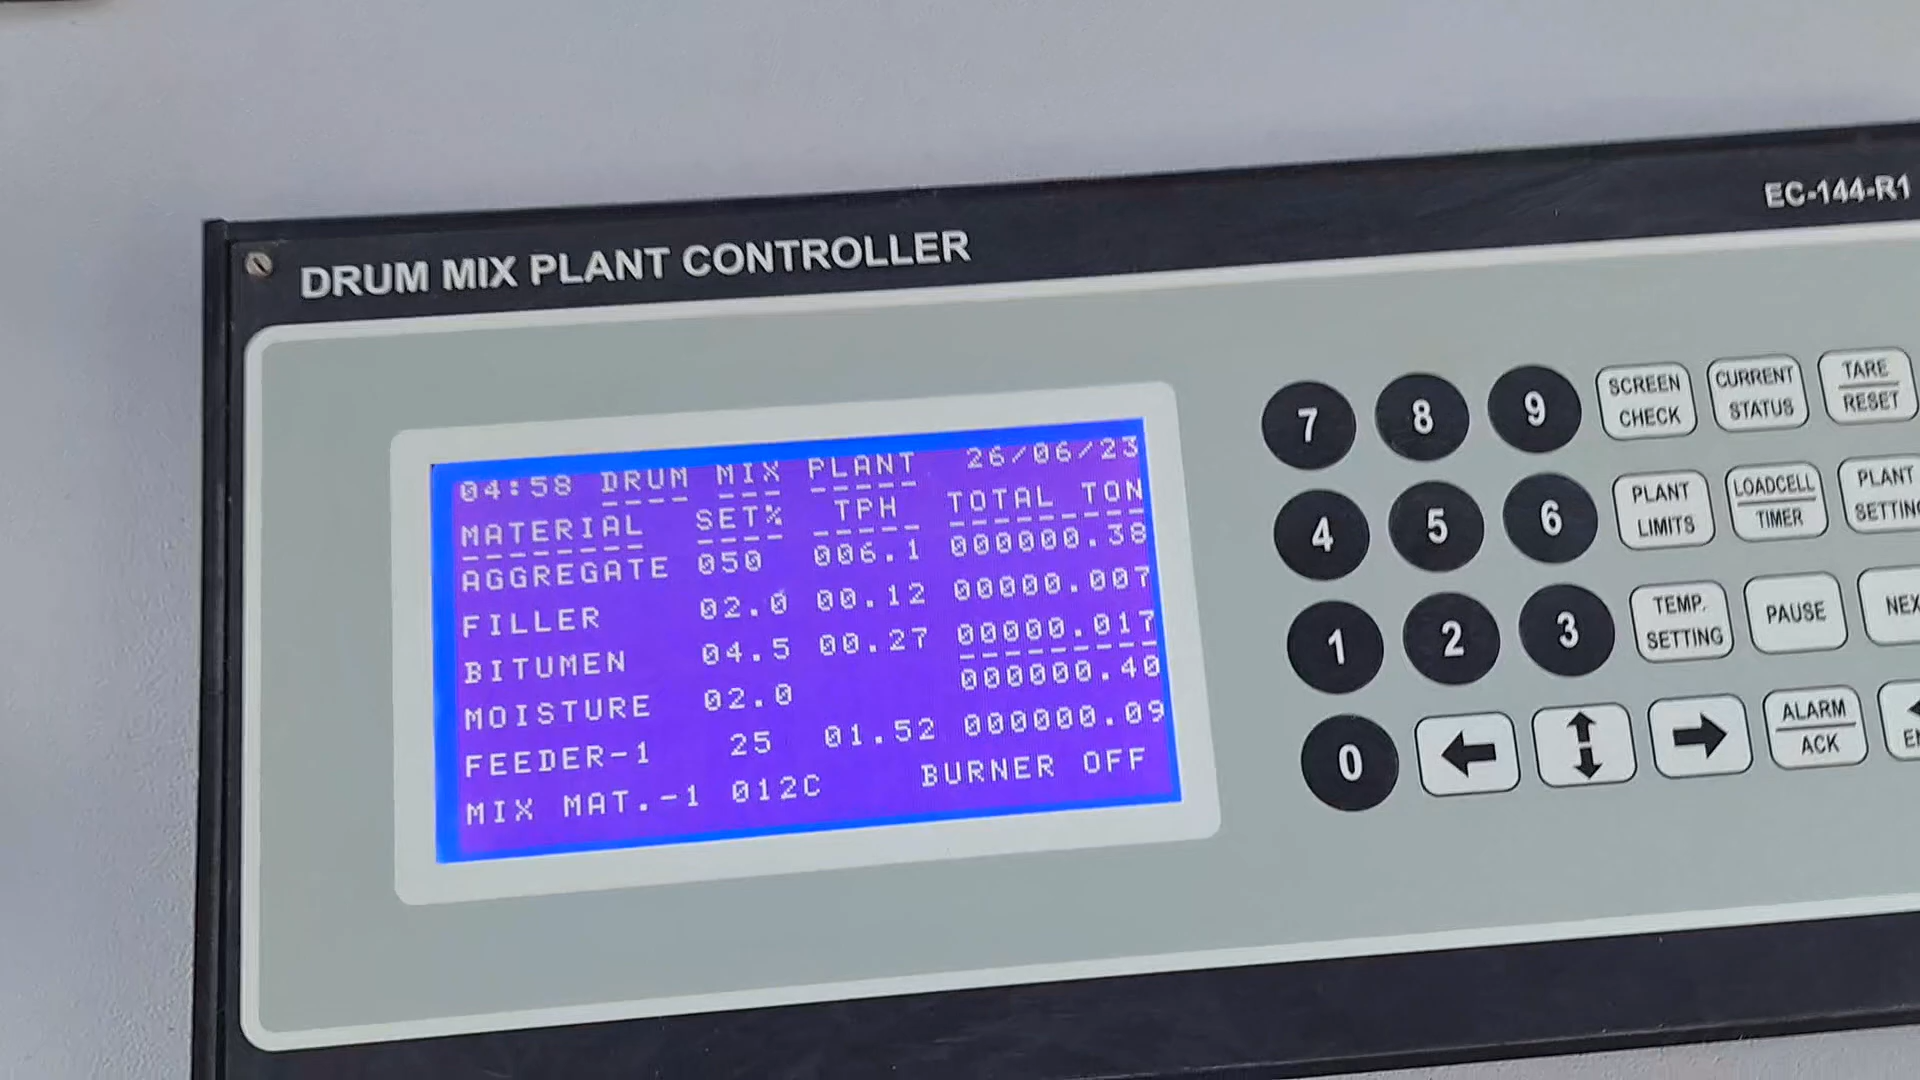 EC-144-R1
DRUM MIX PLANT CONTROLLER
04:58 DRUM MIX PLANT 26/06/23
MATERIAL SET% TPH TOTAL TON
AGGREGATE 050 006.1 000000.38
FILLER 02.0 00.12 00000.007
BITUMEN 04.5 00.27 00000.017
MOISTURE 02.0 000000.40
FEEDER-1 25 01.52 000000.09
MIX MAT.-1 012C BURNER OFF
7 8 9 SCREEN CHECK CURRENT STATUS TARE RESET
4 5 6 PLANT LIMITS LOADCELL TIMER PLANT
1 2 3 TEMP. SETTING PAUSE
0 ALARM ACK